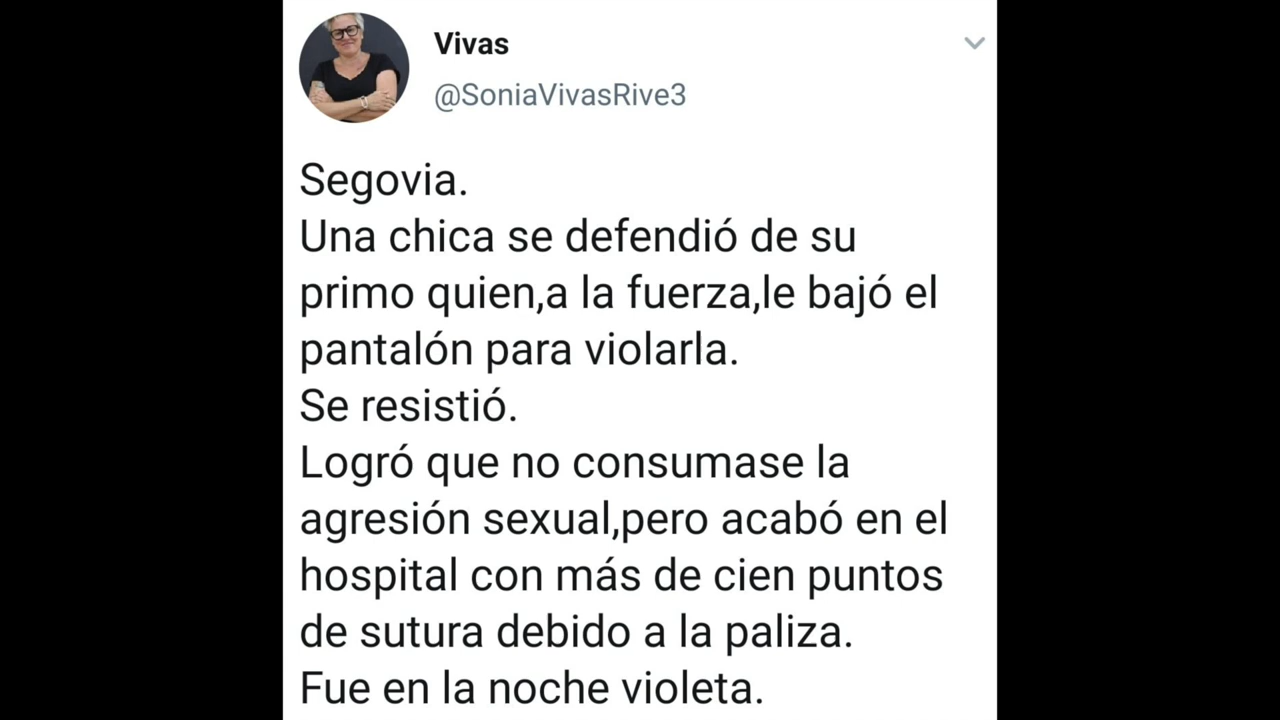 Vivas
@SoniaVivasRive3
Segovia.
Una chica se defendió de su
primo quien,a la fuerza,le bajó el
pantalón para violarla.
Se resistió.
Logró que no consumase la
agresión sexual,pero acabó en el
hospital con más de cien puntos
de sutura debido a la paliza.
Fue en la noche violeta.